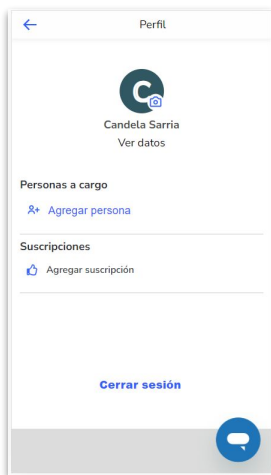 Perfil
C
Candela Sarria
Ver datos
Personas a cargo
Agregar persona
Suscripciones
Agregar suscripción
Cerrar sesión